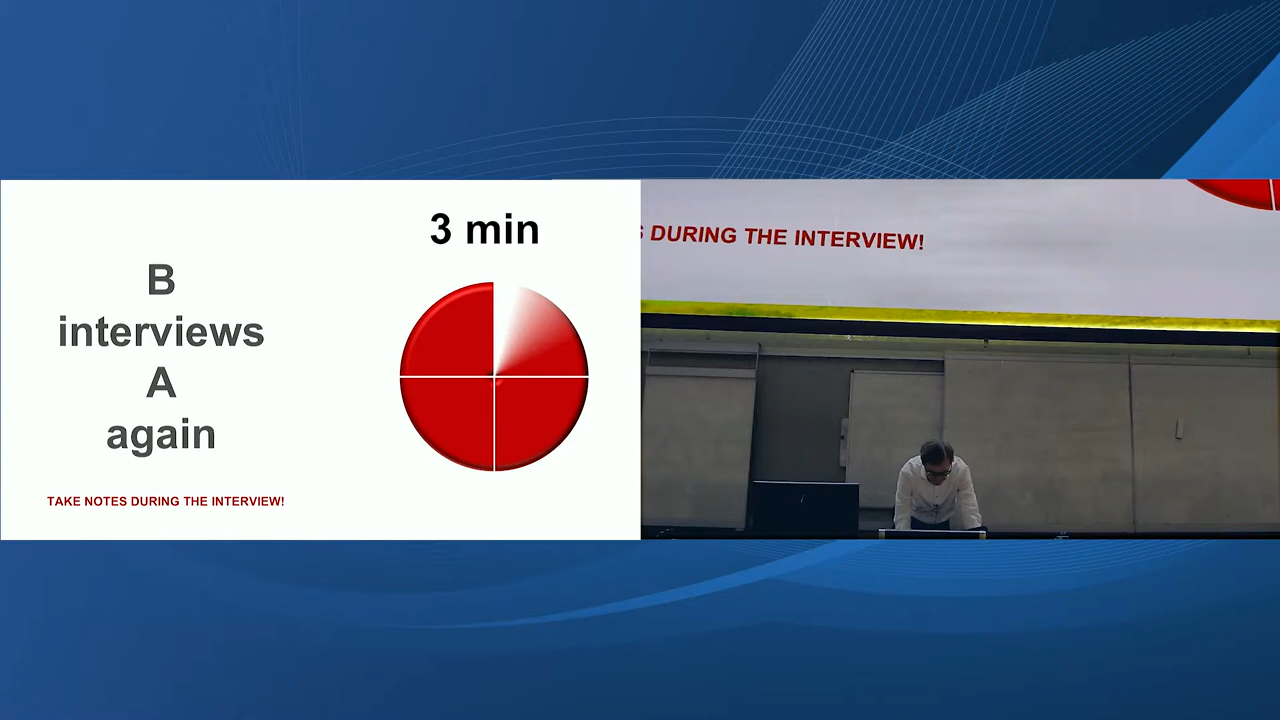 3 min
B
interviews
A
again
TAKE NOTES DURING THE INTERVIEW!
DURING THE INTERVIEW!